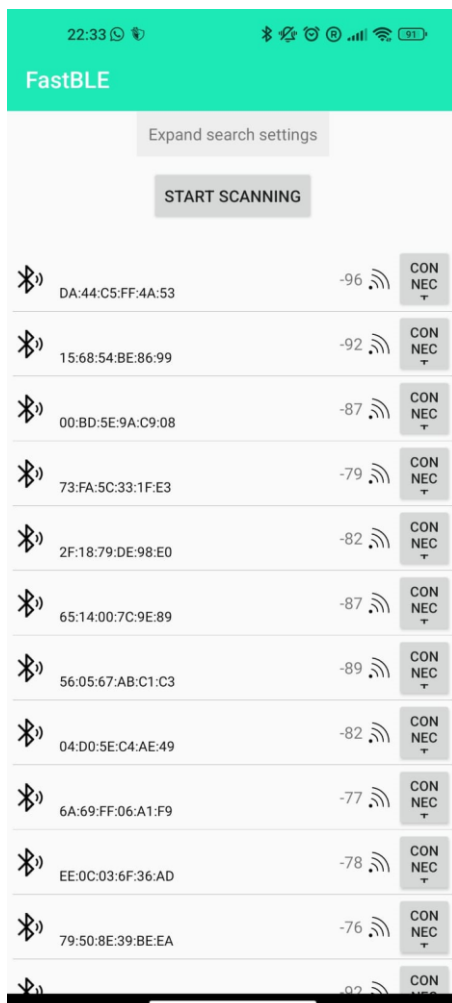 22:33
91
FastBLE
Expand search settings
START SCANNING
DA:44:C5:FF:4A:53
-96
CON
NEC
T
15:68:54:BE:86:99
-92
CON
NEC
T
00:BD:5E:9A:C9:08
-87
CON
NEC
T
73:FA:5C:33:1F:E3
-79
CON
NEC
T
2F:18:79:DE:98:E0
-82
CON
NEC
T
65:14:00:7C:9E:89
-87
CON
NEC
T
56:05:67:AB:C1:C3
-89
CON
NEC
T
04:D0:5E:C4:AE:49
-82
CON
NEC
T
6A:69:FF:06:A1:F9
-77
CON
NEC
T
EE:0C:03:6F:36:AD
-78
CON
NEC
T
79:50:8E:39:BE:EA
-76
CON
NEC
T
-92
CON
NEC